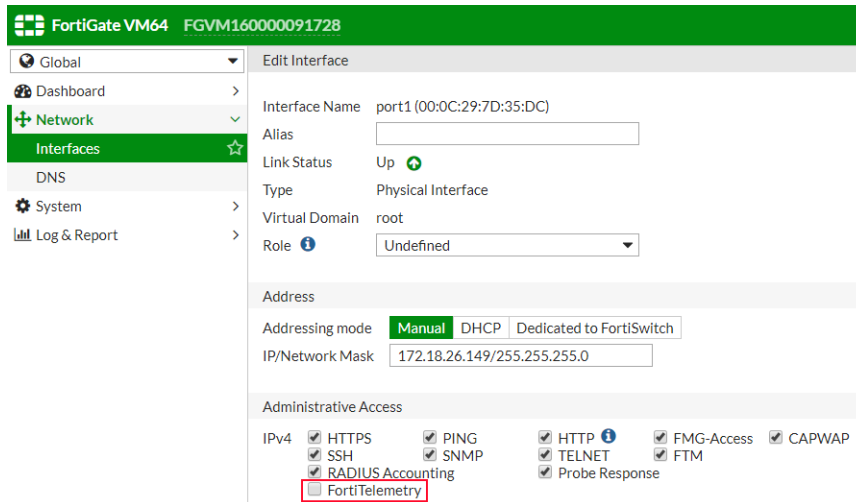 FortiGate VM64 FGVM160000091728
Global
Dashboard
Network
Interfaces
DNS
System
Log & Report
Edit Interface
Interface Name port1 (00:0C:29:7D:35:DC)
Alias
Link Status Up
Type Physical Interface
Virtual Domain root
Role Undefined
Address
Addressing mode Manual DHCP Dedicated to FortiSwitch
IP/Network Mask 172.18.26.149/255.255.255.0
Administrative Access
IPv4 HTTPS PING HTTP FMG-Access CAPWAP
SSH SNMP TELNET FTM
RADIUS Accounting Probe Response
FortiTelemetry